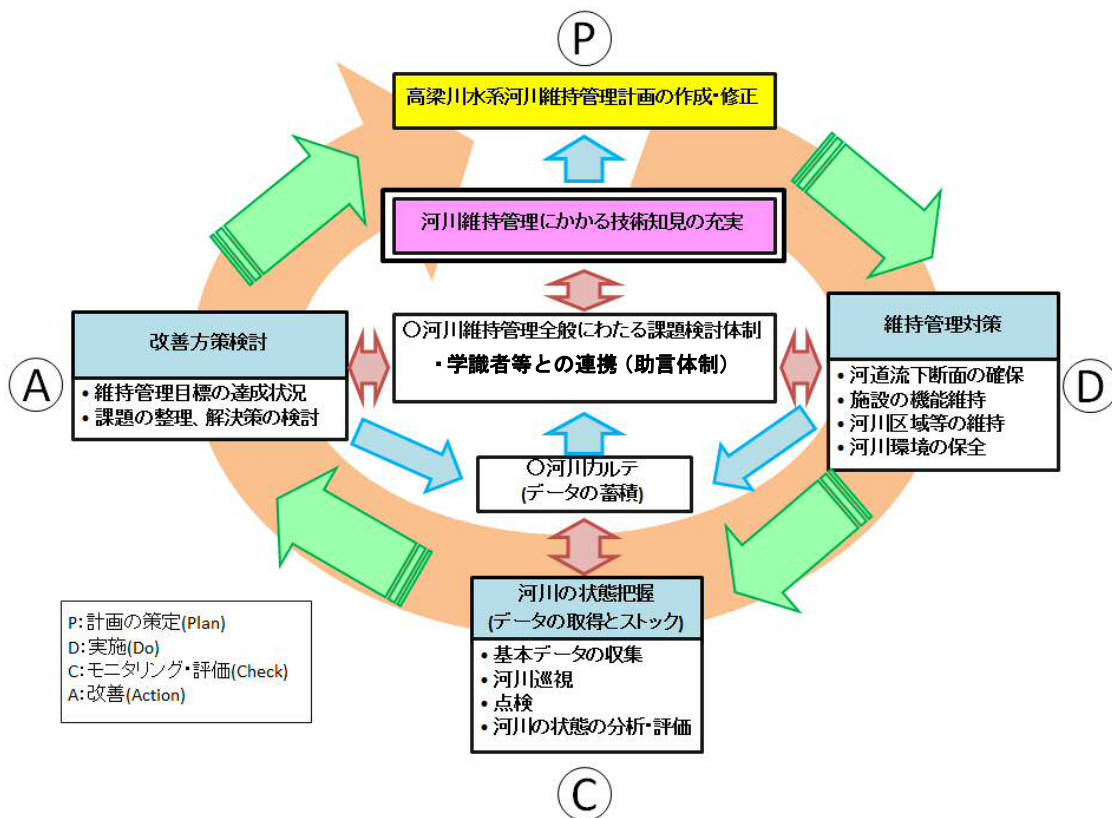 P
高梁川水系河川維持管理計画の作成・修正
河川維持管理にかかる技術知見の充実
○河川維持管理全般にわたる課題検討体制
・学識者等との連携（助言体制）
改善方策検討
• 維持管理目標の達成状況
• 課題の整理、解決策の検討
A
維持管理対策
• 河道流下断面の確保
• 施設の機能維持
• 河川区域等の維持
• 河川環境の保全
D
○河川カルテ
(データの蓄積)
河川の状態把握
(データの取得とストック)
• 基本データの収集
• 河川巡視
• 点検
• 河川の状態の分析・評価
C
P:計画の策定(Plan)
D:実施(Do)
C:モニタリング・評価(Check)
A:改善(Action)